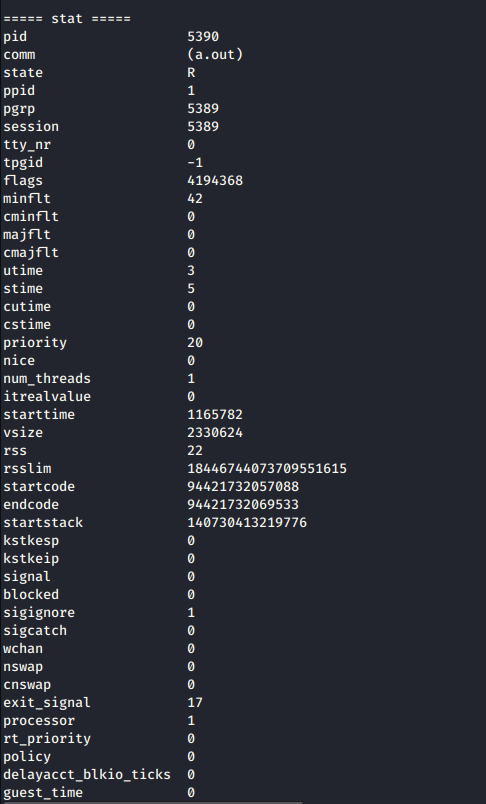 ===== stat =====
pid 5390
comm (a.out)
state R
ppid 1
pgrp 5389
session 5389
tty_nr 0
tpgid -1
flags 4194368
minflt 42
cminflt 0
majflt 0
cmajflt 0
utime 3
stime 5
cutime 0
cstime 0
priority 20
nice 0
num_threads 1
itrealvalue 0
starttime 1165782
vsize 2330624
rss 22
rsslim 18446744073709551615
startcode 94421732057088
endcode 94421732069533
startstack 140730413219776
kstkesp 0
kstkeip 0
signal 0
blocked 0
sigignore 1
sigcatch 0
wchan 0
nswap 0
cnswap 0
exit_signal 17
processor 1
rt_priority 0
policy 0
delayacct_blkio_ticks 0
guest_time 0